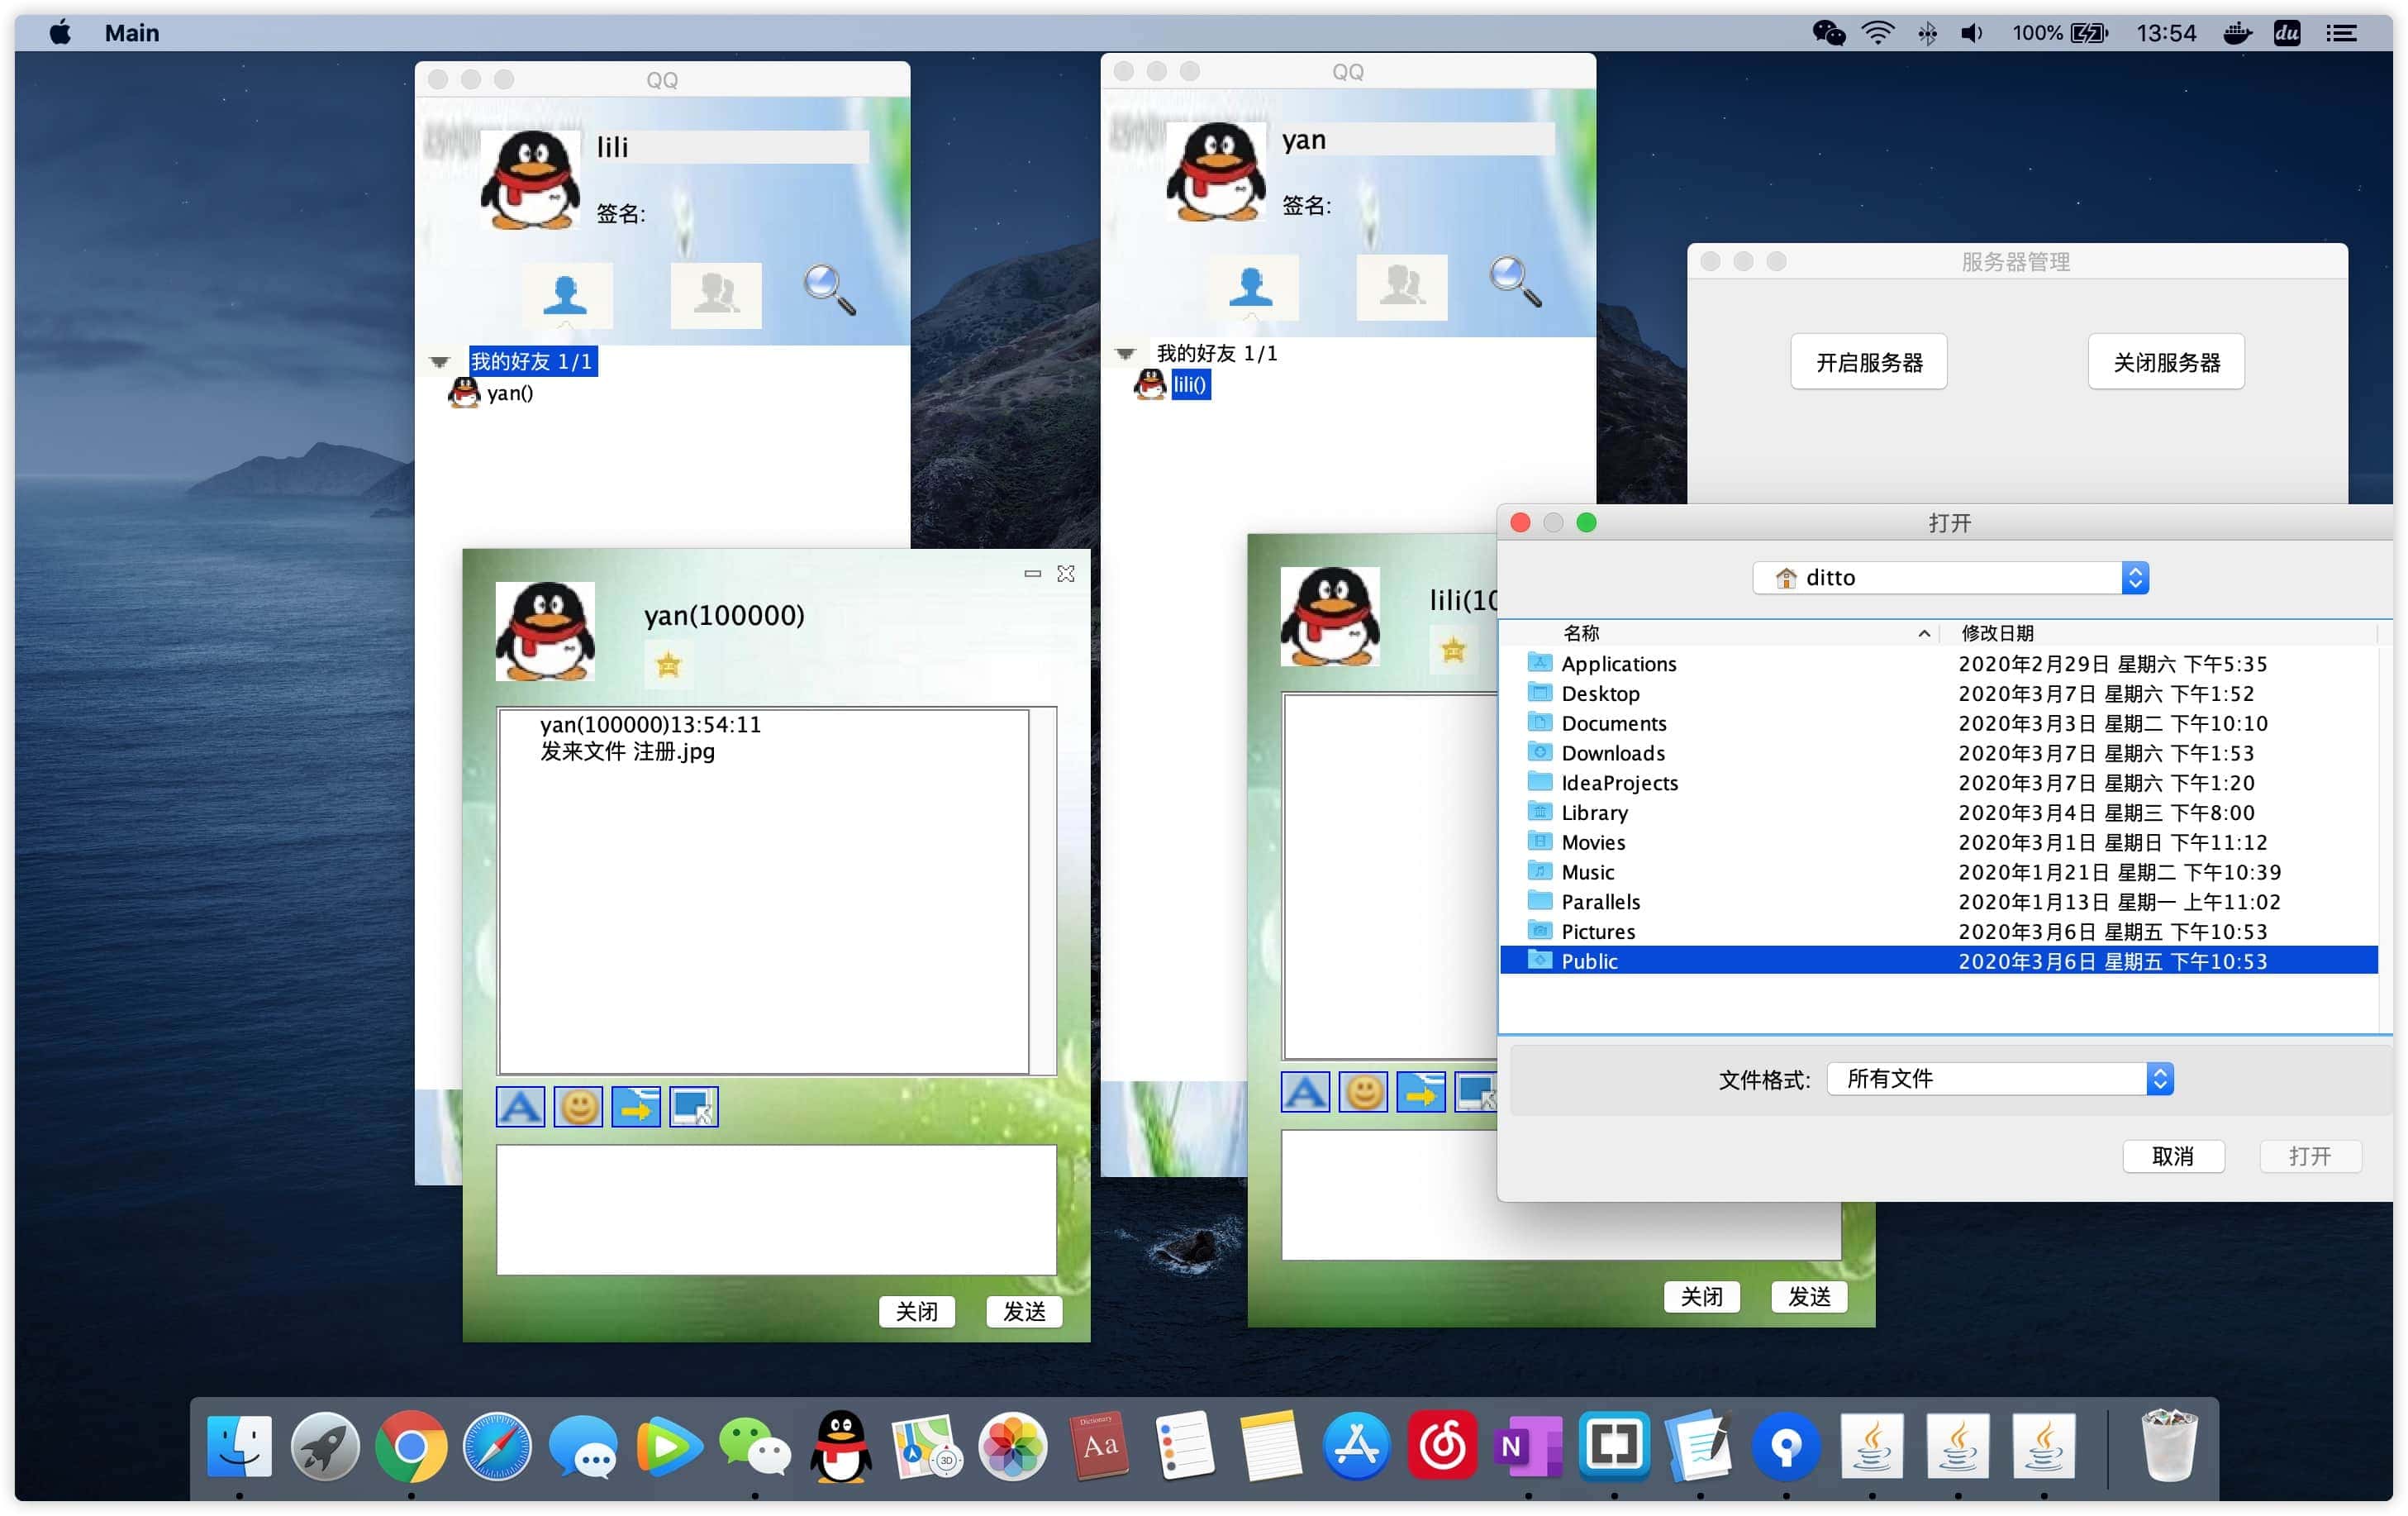 Main
100%
13:54
du
QQ
lili
签名:
我的好友 1/1
yan()
QQ
yan
签名:
我的好友 1/1
lili()
服务器管理
开启服务器
关闭服务器
yan(100000)
yan(100000)13:54:11
发来文件 注册.jpg
关闭
发送
lili(10
关闭
发送
打开
ditto
名称 修改日期
Applications 2020年2月29日 星期六 下午5:35
Desktop 2020年3月7日 星期六 下午1:52
Documents 2020年3月3日 星期二 下午10:10
Downloads 2020年3月7日 星期六 下午1:53
IdeaProjects 2020年3月7日 星期六 下午1:20
Library 2020年3月4日 星期三 下午8:00
Movies 2020年3月1日 星期日 下午11:12
Music 2020年1月21日 星期二 下午10:39
Parallels 2020年1月13日 星期一 上午11:02
Pictures 2020年3月6日 星期五 下午10:53
Public 2020年3月6日 星期五 下午10:53
文件格式: 所有文件
取消
打开
3D
Dictionary
Aa
N